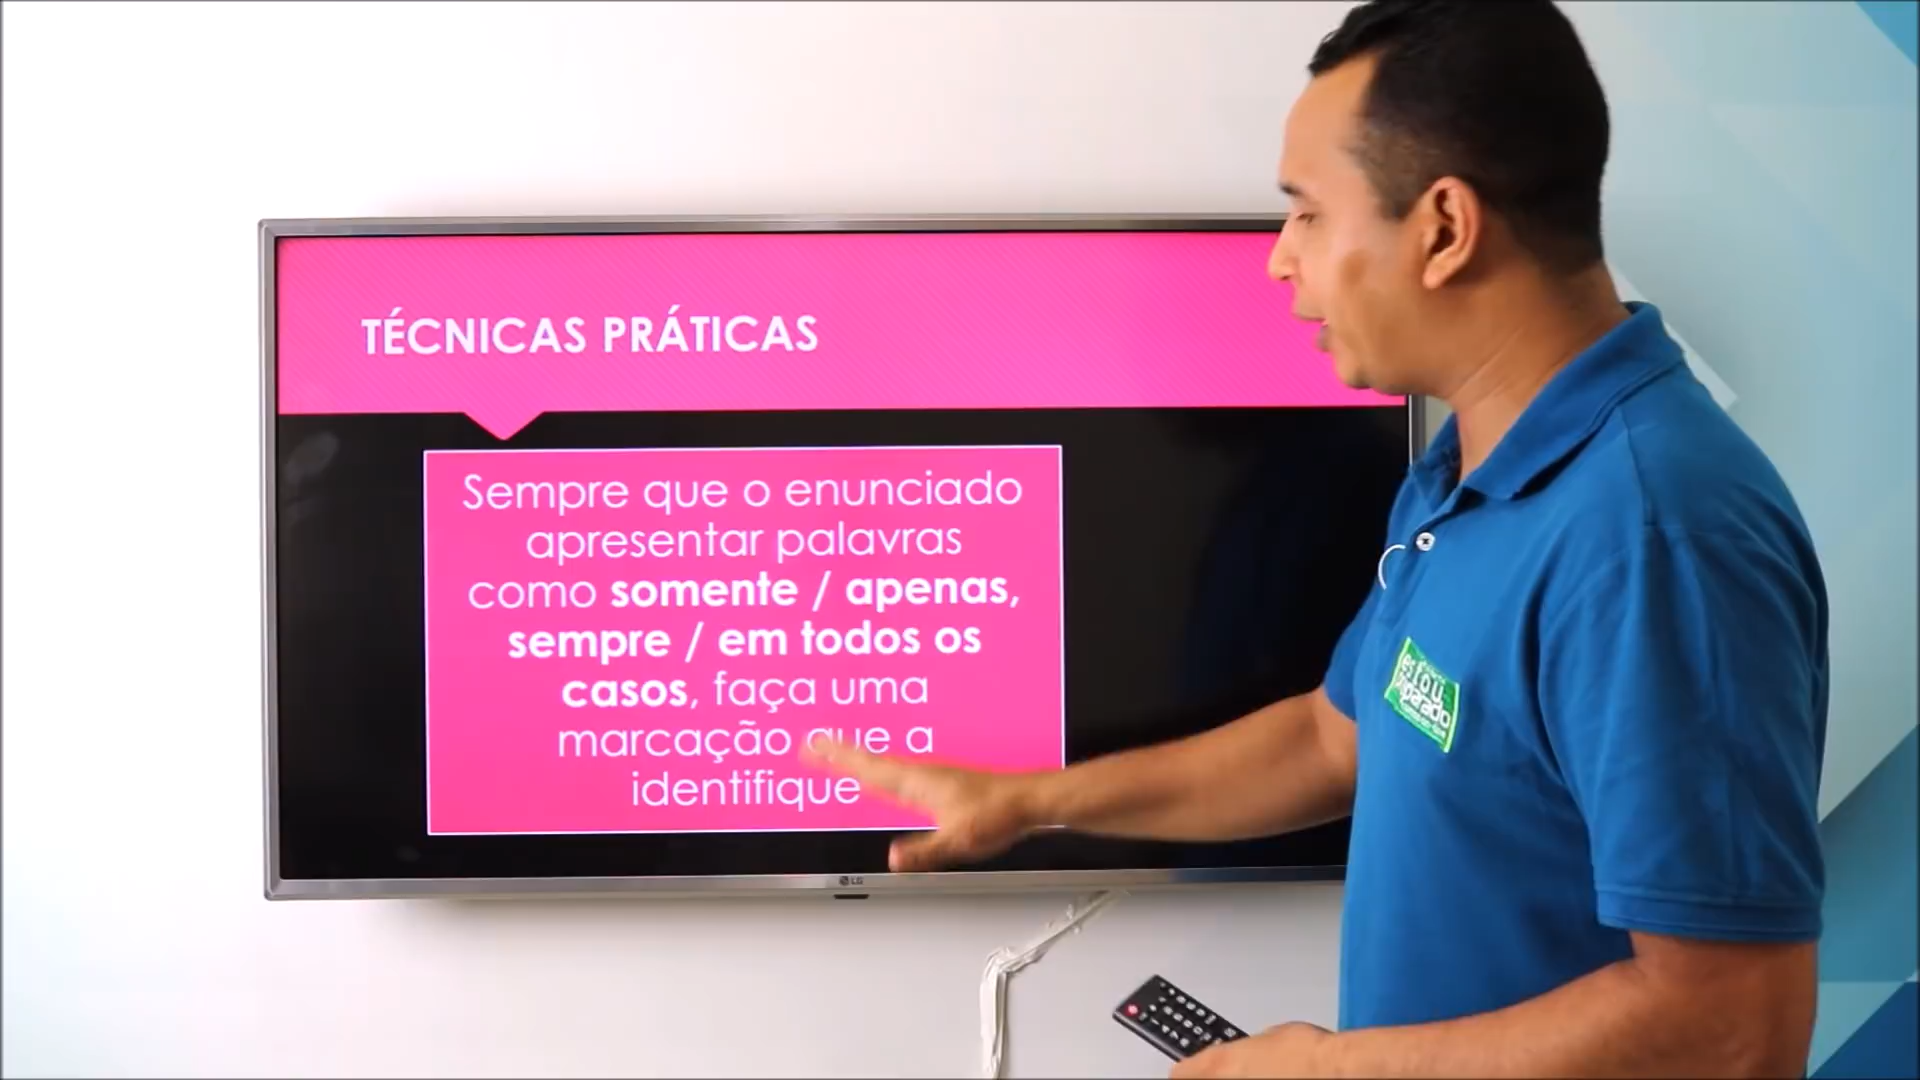 TÉCNICAS PRÁTICAS
Sempre que o enunciado
apresentar palavras
como somente / apenas,
sempre / em todos os
casos, faça uma
marcação que a
identifique
LG
estou